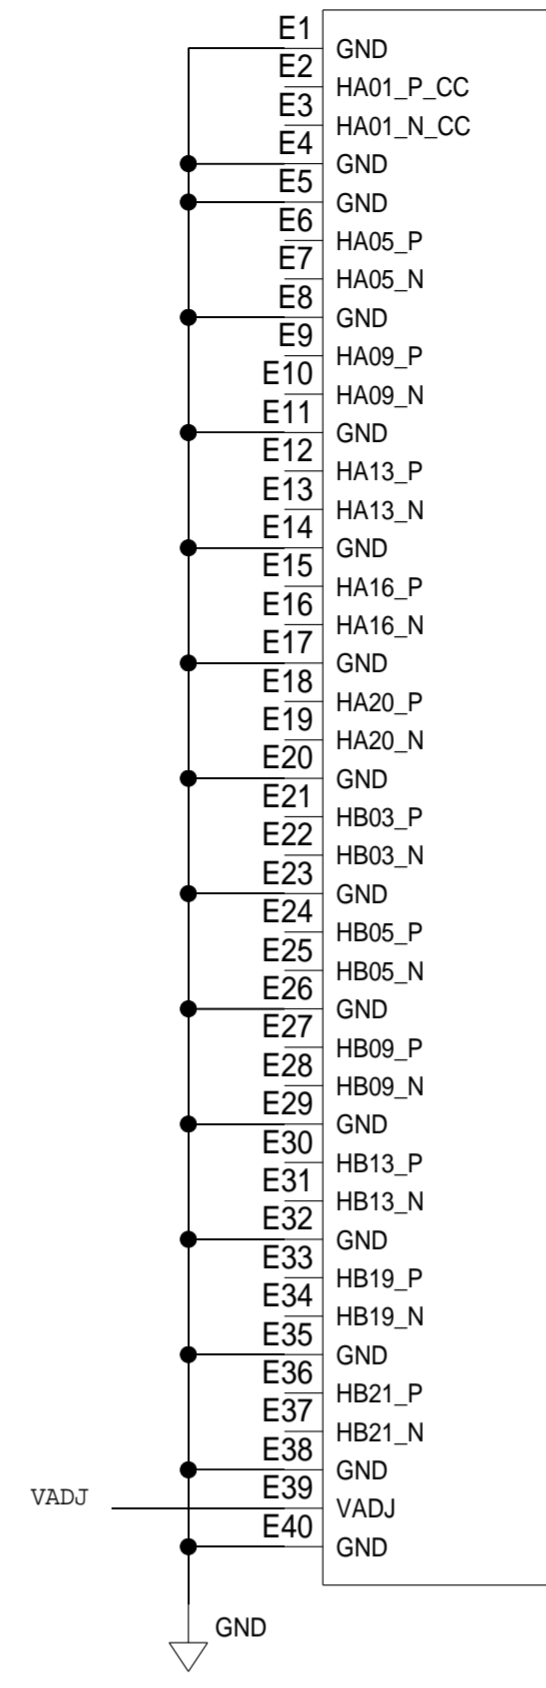 E1 GND
E2 HA01_P_CC
E3 HA01_N_CC
E4 GND
E5 GND
E6 HA05_P
E7 HA05_N
E8 GND
E9 HA09_P
E10 HA09_N
E11 GND
E12 HA13_P
E13 HA13_N
E14 GND
E15 HA16_P
E16 HA16_N
E17 GND
E18 HA20_P
E19 HA20_N
E20 GND
E21 HB03_P
E22 HB03_N
E23 GND
E24 HB05_P
E25 HB05_N
E26 GND
E27 HB09_P
E28 HB09_N
E29 GND
E30 HB13_P
E31 HB13_N
E32 GND
E33 HB19_P
E34 HB19_N
E35 GND
E36 HB21_P
E37 HB21_N
E38 GND
VADJ E39 VADJ
E40 GND
GND